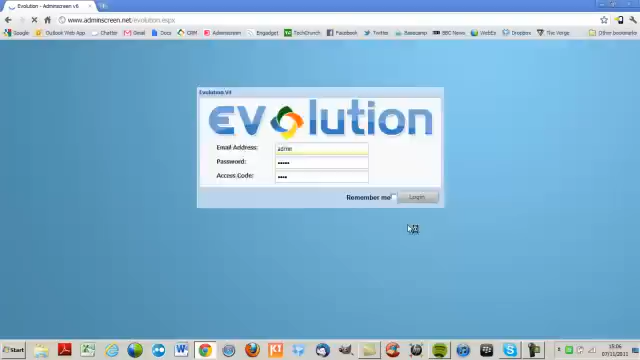 Evolution - Adminscreen v6
www.adminscreen.net/evolution.aspx
Google Outlook Web App Chatter Gmail Docs CRM Adminscreen Engadget TechCrunch Facebook Twitter Basecamp BBC News WebEx Dropbox The Verge Other bookmarks
Evolution.V6
EVOLUTION
Email Address: admin
Password: •••••
Access Code: ••••
Remember me Login
Start
15:06
07/11/2011